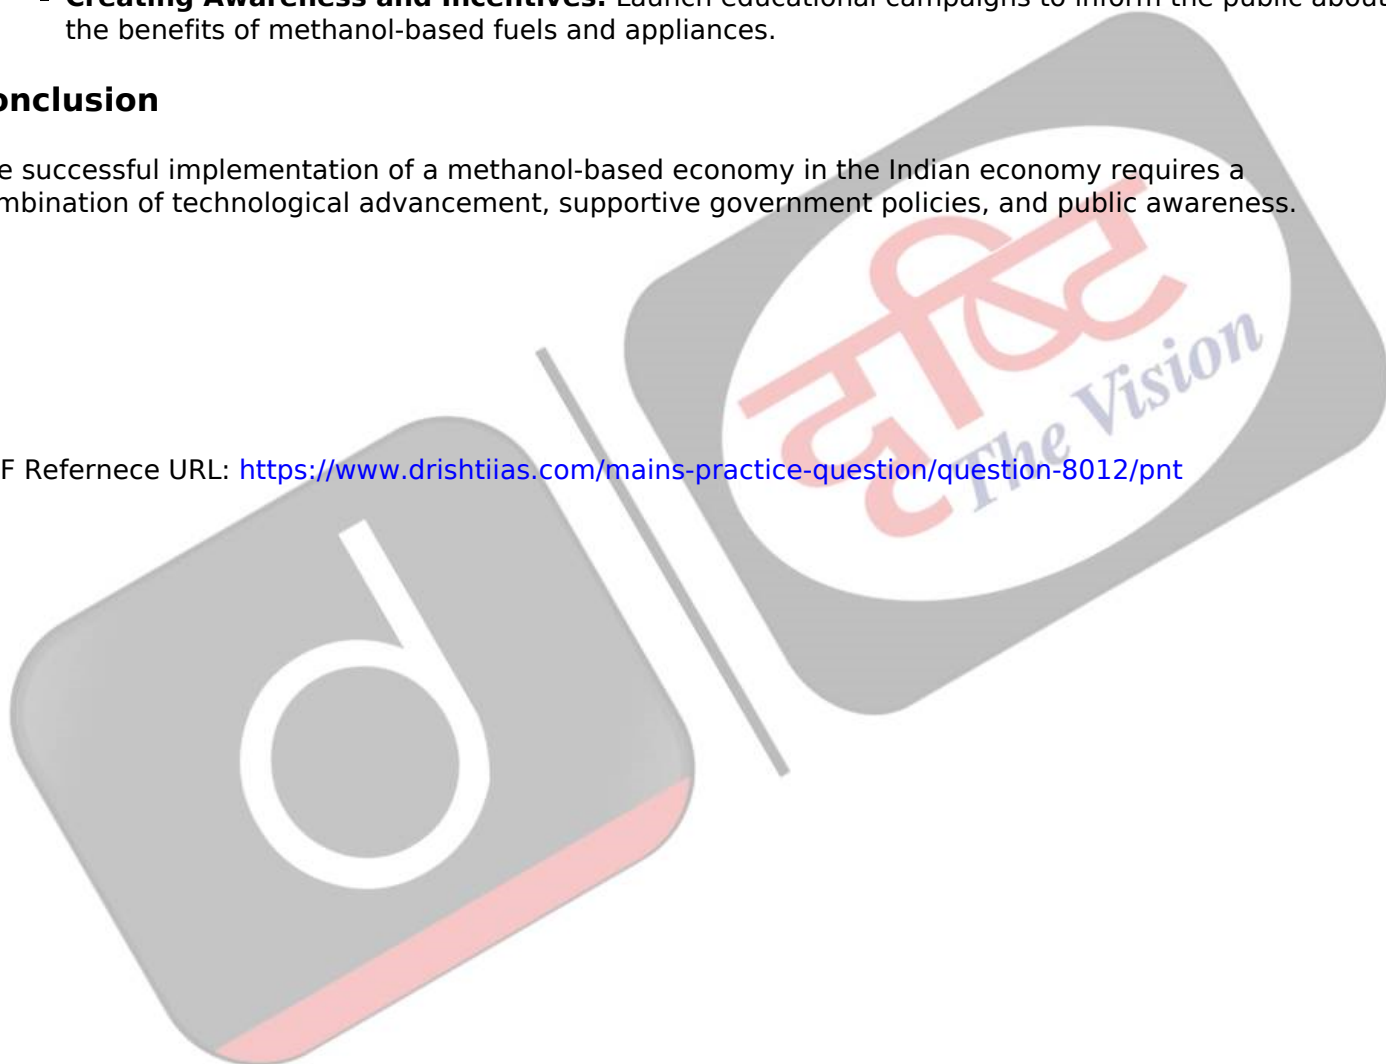 Creating Awareness and Incentives: Launch educational campaigns to inform the public about
the benefits of methanol-based fuels and appliances.
onclusion
e successful implementation of a methanol-based economy in the Indian economy requires a
mbination of technological advancement, supportive government policies, and public awareness.
दृष्टि
The Vision
F Refernece URL: https://www.drishtiias.com/mains-practice-question/question-8012/pnt
d